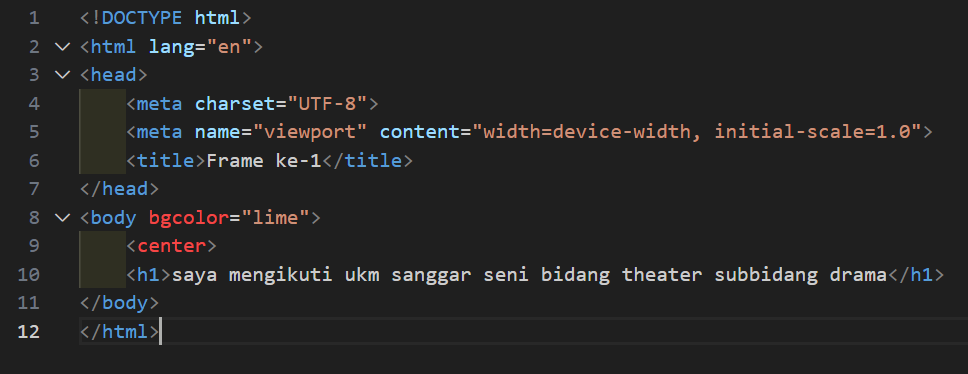 1 <!DOCTYPE html>
2 <html lang="en">
3 <head>
4 <meta charset="UTF-8">
5 <meta name="viewport" content="width=device-width, initial-scale=1.0">
6 <title>Frame ke-1</title>
7 </head>
8 <body bgcolor="lime">
9 <center>
10 <h1>saya mengikuti ukm sanggar seni bidang theater subbidang drama</h1>
11 </body>
12 </html>